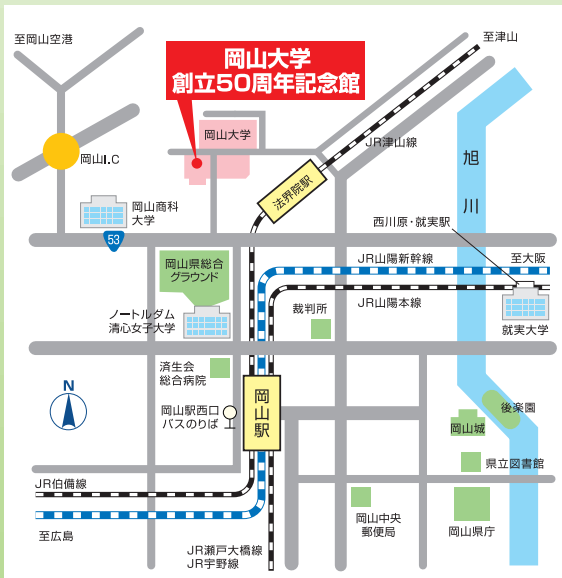 至岡山空港
岡山大学
創立50周年記念館
至津山
岡山大学
岡山I.C
JR津山線
旭川
法界院駅
岡山商科
大学
53
西川原・就実駅
岡山県総合
グラウンド
JR山陽新幹線
至大阪
JR山陽本線
ノートルダム
清心女子大学
裁判所
就実大学
済生会
総合病院
N
岡山駅西口
バスのりば
岡山駅
後楽園
岡山城
県立図書館
JR伯備線
岡山中央
郵便局
岡山県庁
至広島
JR瀬戸大橋線
JR宇野線